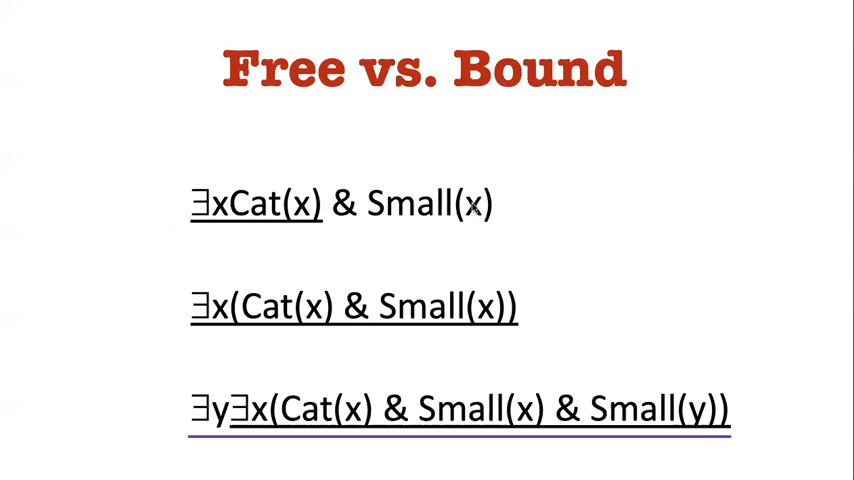 Free vs. Bound
∃xCat(x) & Small(x)
∃x(Cat(x) & Small(x))
∃y∃x(Cat(x) & Small(x) & Small(y))